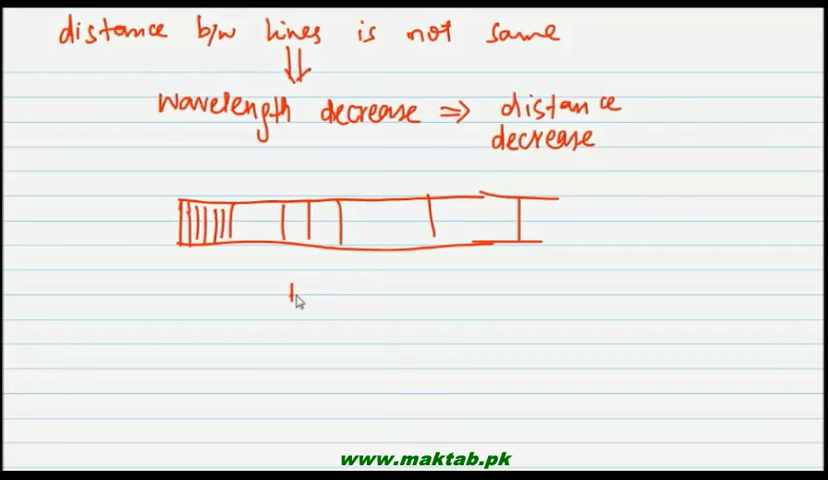 distance b/w lines is not same
wavelength decrease ⇒ distance
decrease
www.maktab.pk